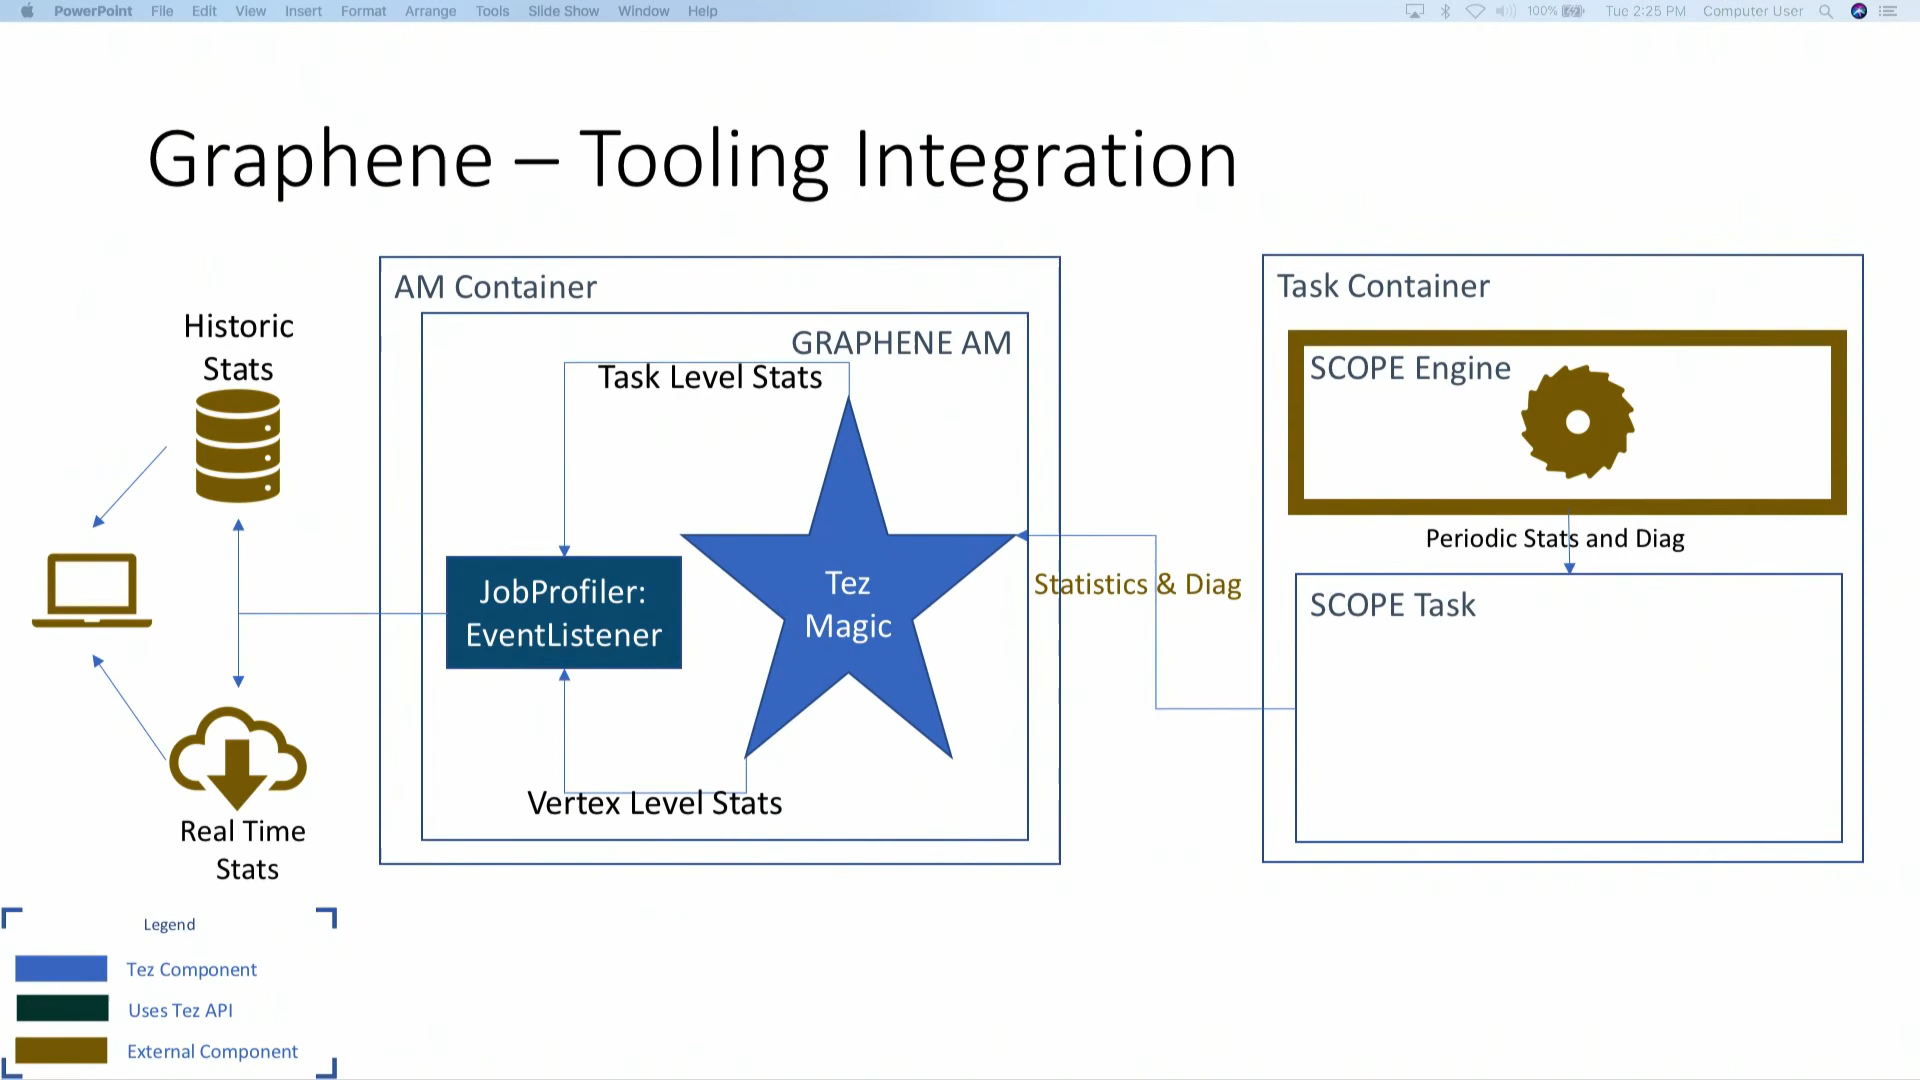 PowerPoint File Edit View Insert Format Arrange Tools Slide Show Window Help 100% Tue 2:25 PM Computer User
Graphene – Tooling Integration
AM Container
GRAPHENE AM
Task Level Stats
Historic
Stats
JobProfiler:
EventListener
Tez
Magic
Vertex Level Stats
Real Time
Stats
Statistics & Diag
Task Container
SCOPE Engine
Periodic Stats and Diag
SCOPE Task
Legend
Tez Component
Uses Tez API
External Component